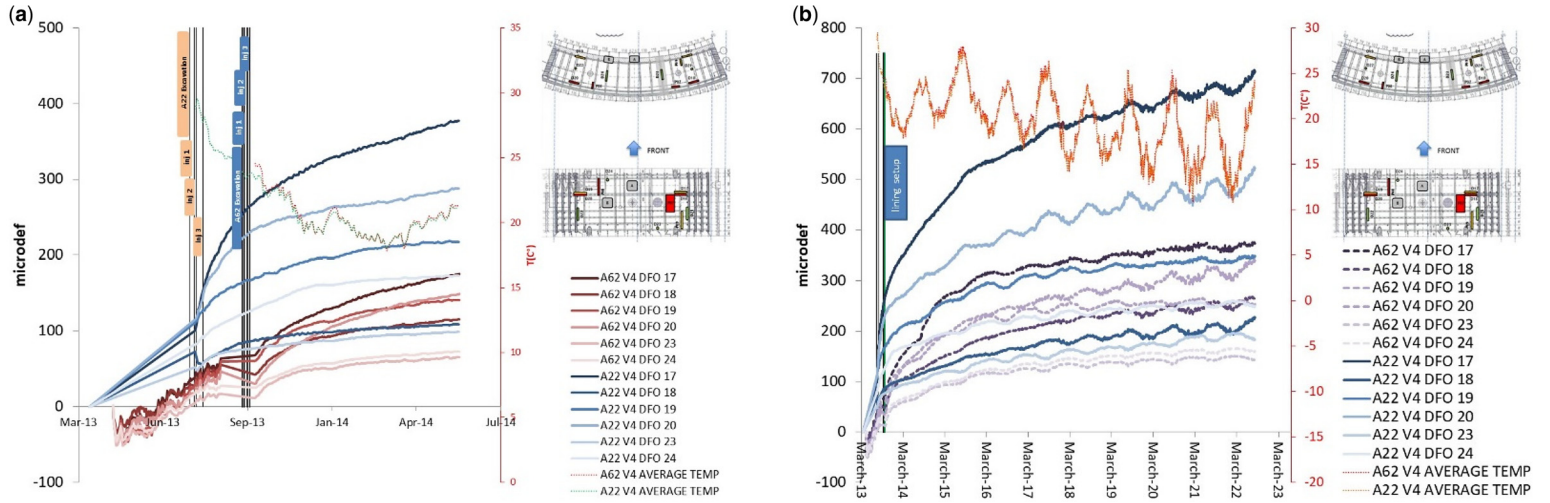 (a)
500
400
300
200
100
0
-100
microdef
Mar-13
Jun-13
Sep-13
Jan-14
Apr-14
Jul-14
A22 Excavation
inj 1
inj 2
inj 3
A62 Excavation
inj 1
inj 2
inj 3
35
30
25
20
15
10
5
0
T(C°)
FRONT
A62 V4 DFO 17
A62 V4 DFO 18
A62 V4 DFO 19
A62 V4 DFO 20
A62 V4 DFO 23
A62 V4 DFO 24
A22 V4 DFO 17
A22 V4 DFO 18
A22 V4 DFO 19
A22 V4 DFO 20
A22 V4 DFO 23
A22 V4 DFO 24
A62 V4 AVERAGE TEMP
A22 V4 AVERAGE TEMP
(b)
800
700
600
500
400
300
200
100
0
-100
microdef
March-13
March-14
March-15
March-16
March-17
March-18
March-19
March-20
March-21
March-22
March-23
lining setup
30
25
20
15
10
5
0
-5
-10
-15
-20
T(C°)
FRONT
A62 V4 DFO 17
A62 V4 DFO 18
A62 V4 DFO 19
A62 V4 DFO 20
A62 V4 DFO 23
A62 V4 DFO 24
A22 V4 DFO 17
A22 V4 DFO 18
A22 V4 DFO 19
A22 V4 DFO 20
A22 V4 DFO 23
A22 V4 DFO 24
A62 V4 AVERAGE TEMP
A22 V4 AVERAGE TEMP